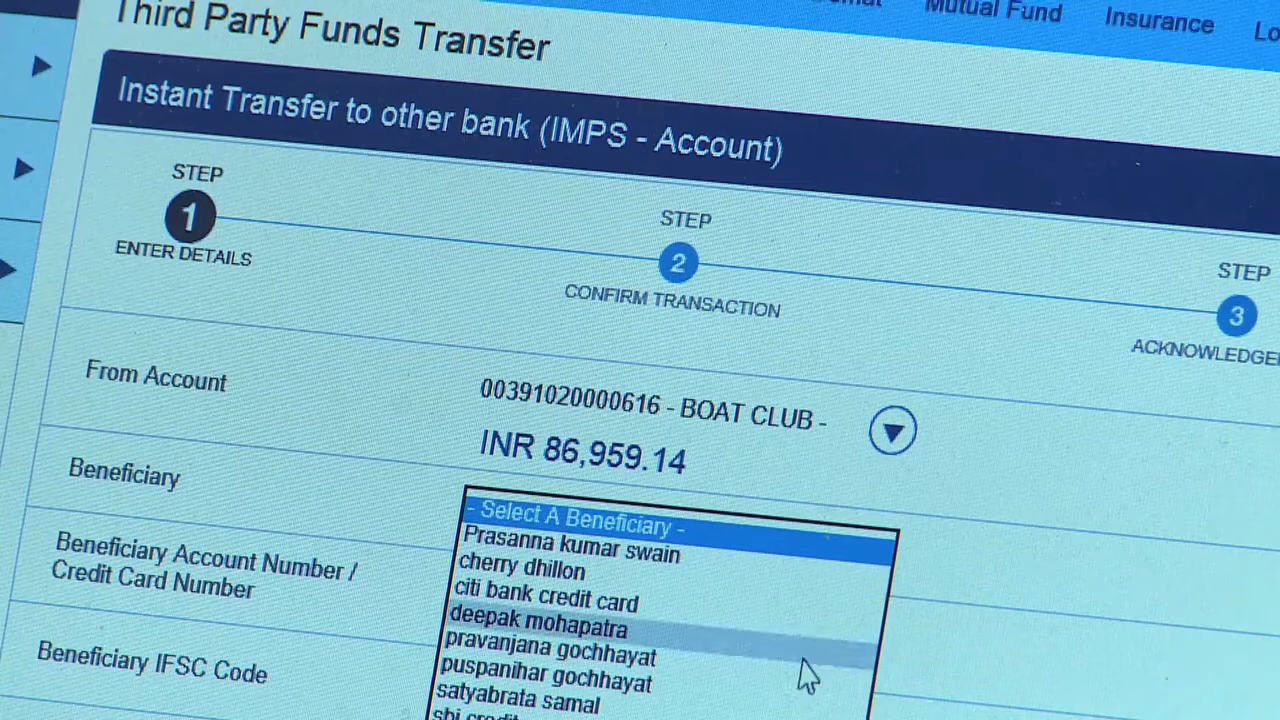 Mutual Fund Insurance
Third Party Funds Transfer
Instant Transfer to other bank (IMPS - Account)
STEP
1
ENTER DETAILS
STEP
2
CONFIRM TRANSACTION
STEP
3
From Account
00391020000616 - BOAT CLUB -
INR 86,959.14
Beneficiary
- Select A Beneficiary -
Prasanna kumar swain
cherry dhillon
citi bank credit card
deepak mohapatra
pravanjana gochhayat
puspanihar gochhayat
satyabrata samal
sbi credit
Beneficiary Account Number /
Credit Card Number
Beneficiary IFSC Code